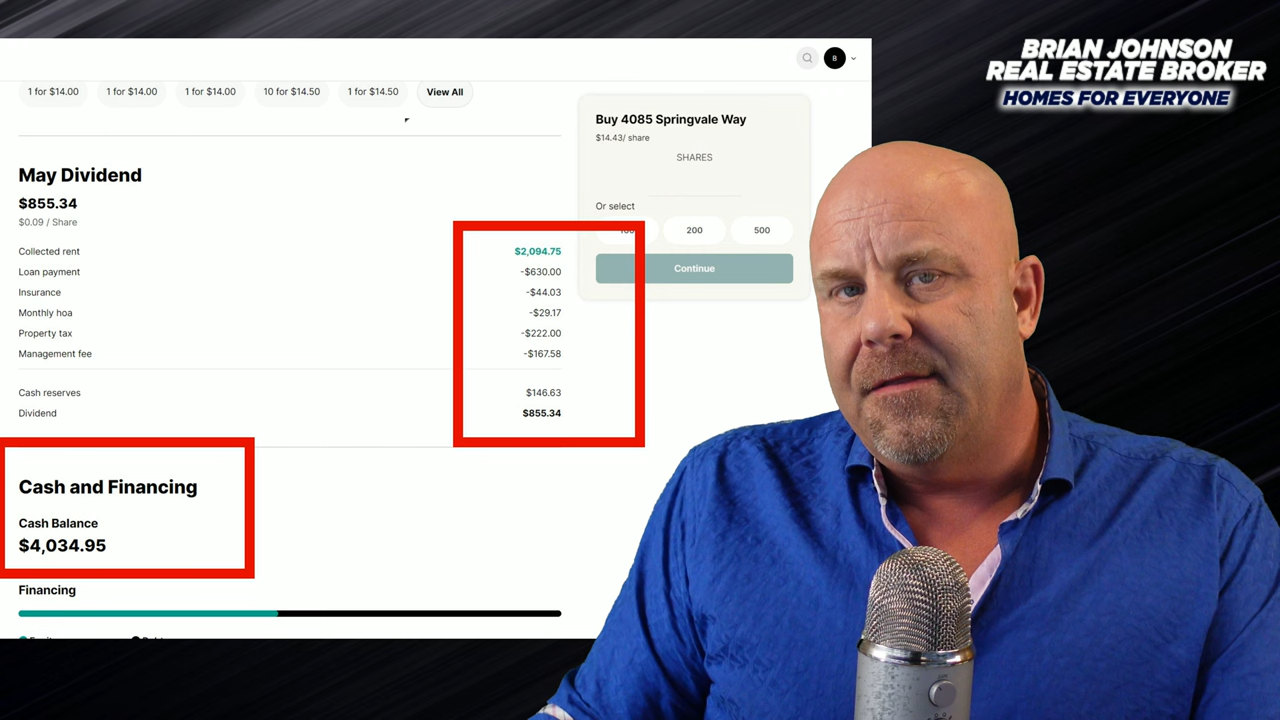 BRIAN JOHNSON
REAL ESTATE BROKER
HOMES FOR EVERYONE
B
1 for $14.00
1 for $14.00
1 for $14.00
10 for $14.50
1 for $14.50
View All
May Dividend
$855.34
$0.09 / Share
Collected rent $2,094.75
Loan payment -$630.00
Insurance -$44.03
Monthly hoa -$29.17
Property tax -$222.00
Management fee -$167.58
Cash reserves $146.63
Dividend $855.34
Buy 4085 Springvale Way
$14.43/ share
SHARES
Or select
200
500
Continue
Cash and Financing
Cash Balance
$4,034.95
Financing